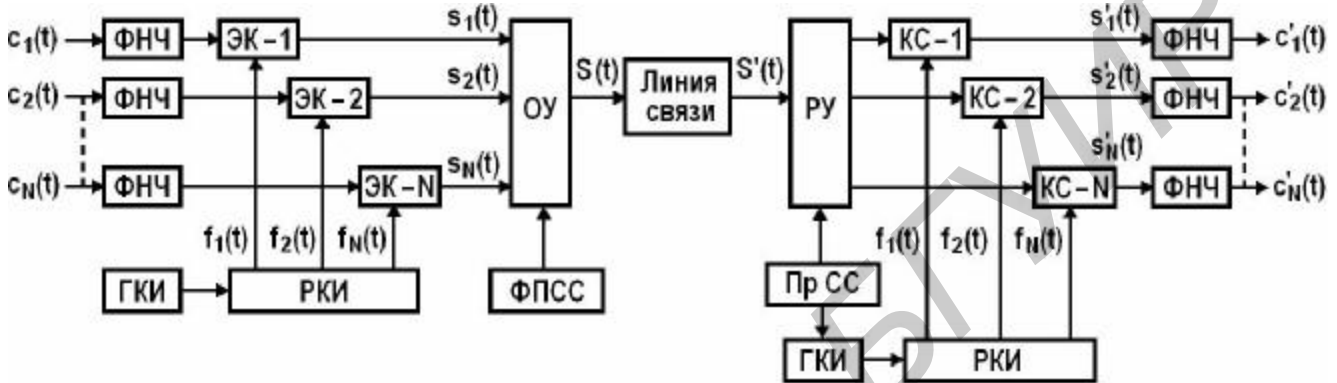 c₁(t) ФНЧ ЭК-1 s₁(t) КС-1 s'₁(t) ФНЧ c'₁(t)
c₂(t) ФНЧ ЭК-2 s₂(t) ОУ S(t) Линия связи S'(t) РУ КС-2 s'₂(t) ФНЧ c'₂(t)
c_N(t) ФНЧ ЭК-N s_N(t) КС-N s'_N(t) ФНЧ c'_N(t)
f₁(t) f₂(t) f_N(t) f₁(t) f₂(t) f_N(t)
ГКИ РКИ ФПСС Пр СС
ГКИ РКИ
БГУИР